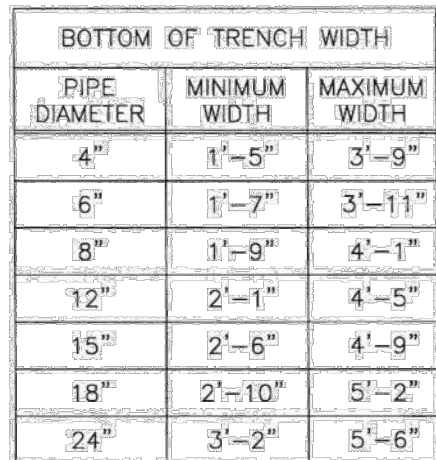 BOTTOM OF TRENCH WIDTH
PIPE DIAMETER MINIMUM WIDTH MAXIMUM WIDTH
4" 1'-5" 3'-9"
6" 1'-7" 3'-11"
8" 1'-9" 4'-1"
12" 2'-1" 4'-5"
15" 2'-6" 4'-9"
18" 2'-10" 5'-2"
24" 3'-2" 5'-6"